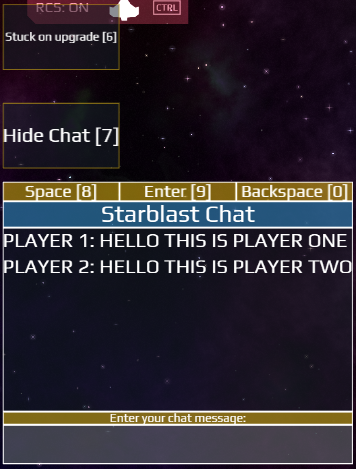 RCS: ON
CTRL
Stuck on upgrade [6]
Hide Chat [7]
Space [8] Enter [9] Backspace [0]
Starblast Chat
PLAYER 1: HELLO THIS IS PLAYER ONE
PLAYER 2: HELLO THIS IS PLAYER TWO
Enter your chat message: